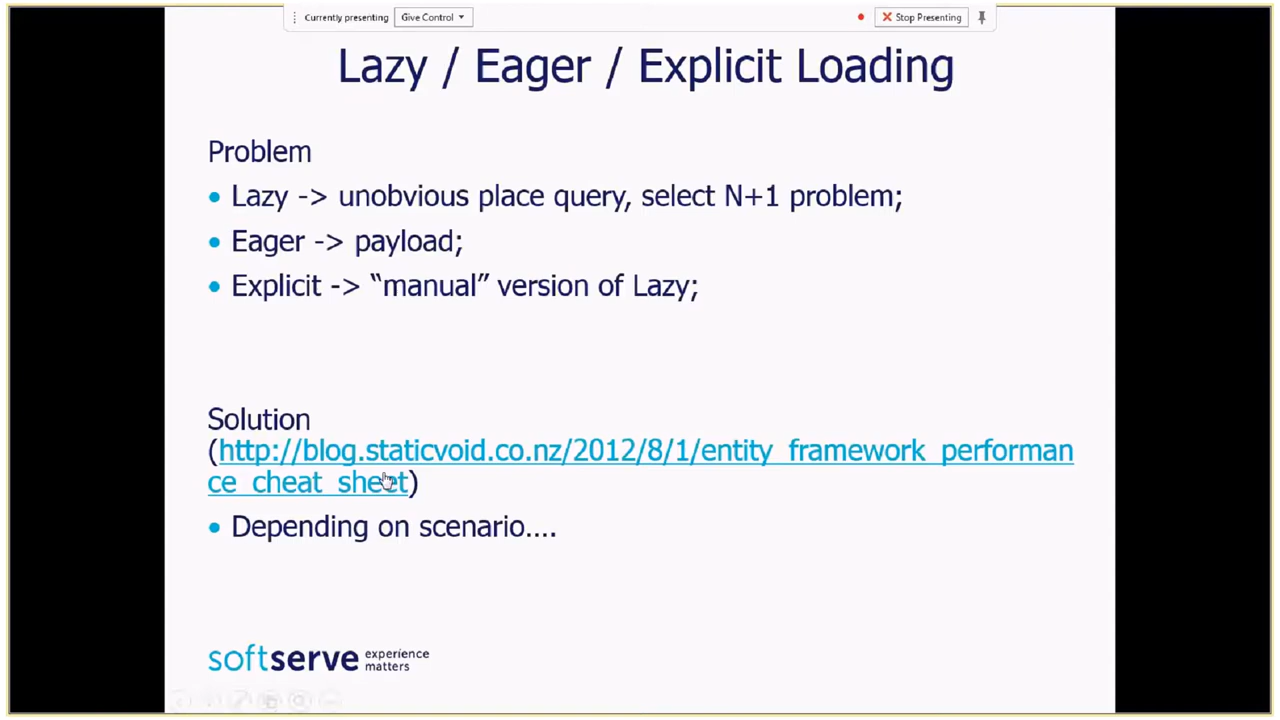 Currently presenting Give Control Stop Presenting
Lazy / Eager / Explicit Loading
Problem
• Lazy -> unobvious place query, select N+1 problem;
• Eager -> payload;
• Explicit -> “manual” version of Lazy;
Solution
(http://blog.staticvoid.co.nz/2012/8/1/entity_framework_performan
ce_cheat_sheet)
• Depending on scenario....
softserve experience
matters